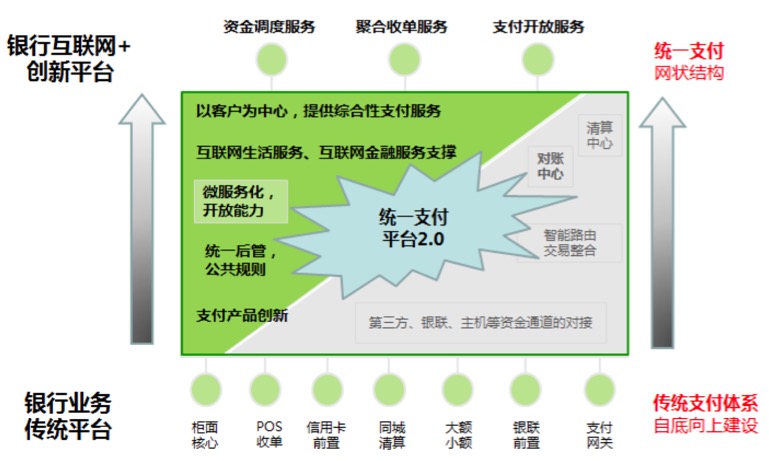 资金调度服务
聚合收单服务
支付开放服务
银行互联网+
创新平台
统一支付
网状结构
以客户为中心，提供综合性支付服务
清算
中心
互联网生活服务、互联网金融服务支撑
对账
中心
微服务化，
开放能力
统一支付
平台2.0
智能路由
交易整合
统一后管，
公共规则
支付产品创新
第三方、银联、主机等资金通道的对接
银行业务
传统平台
传统支付体系
自底向上建设
柜面
核心
POS
收单
信用卡
前置
同城
清算
大额
小额
银联
前置
支付
网关